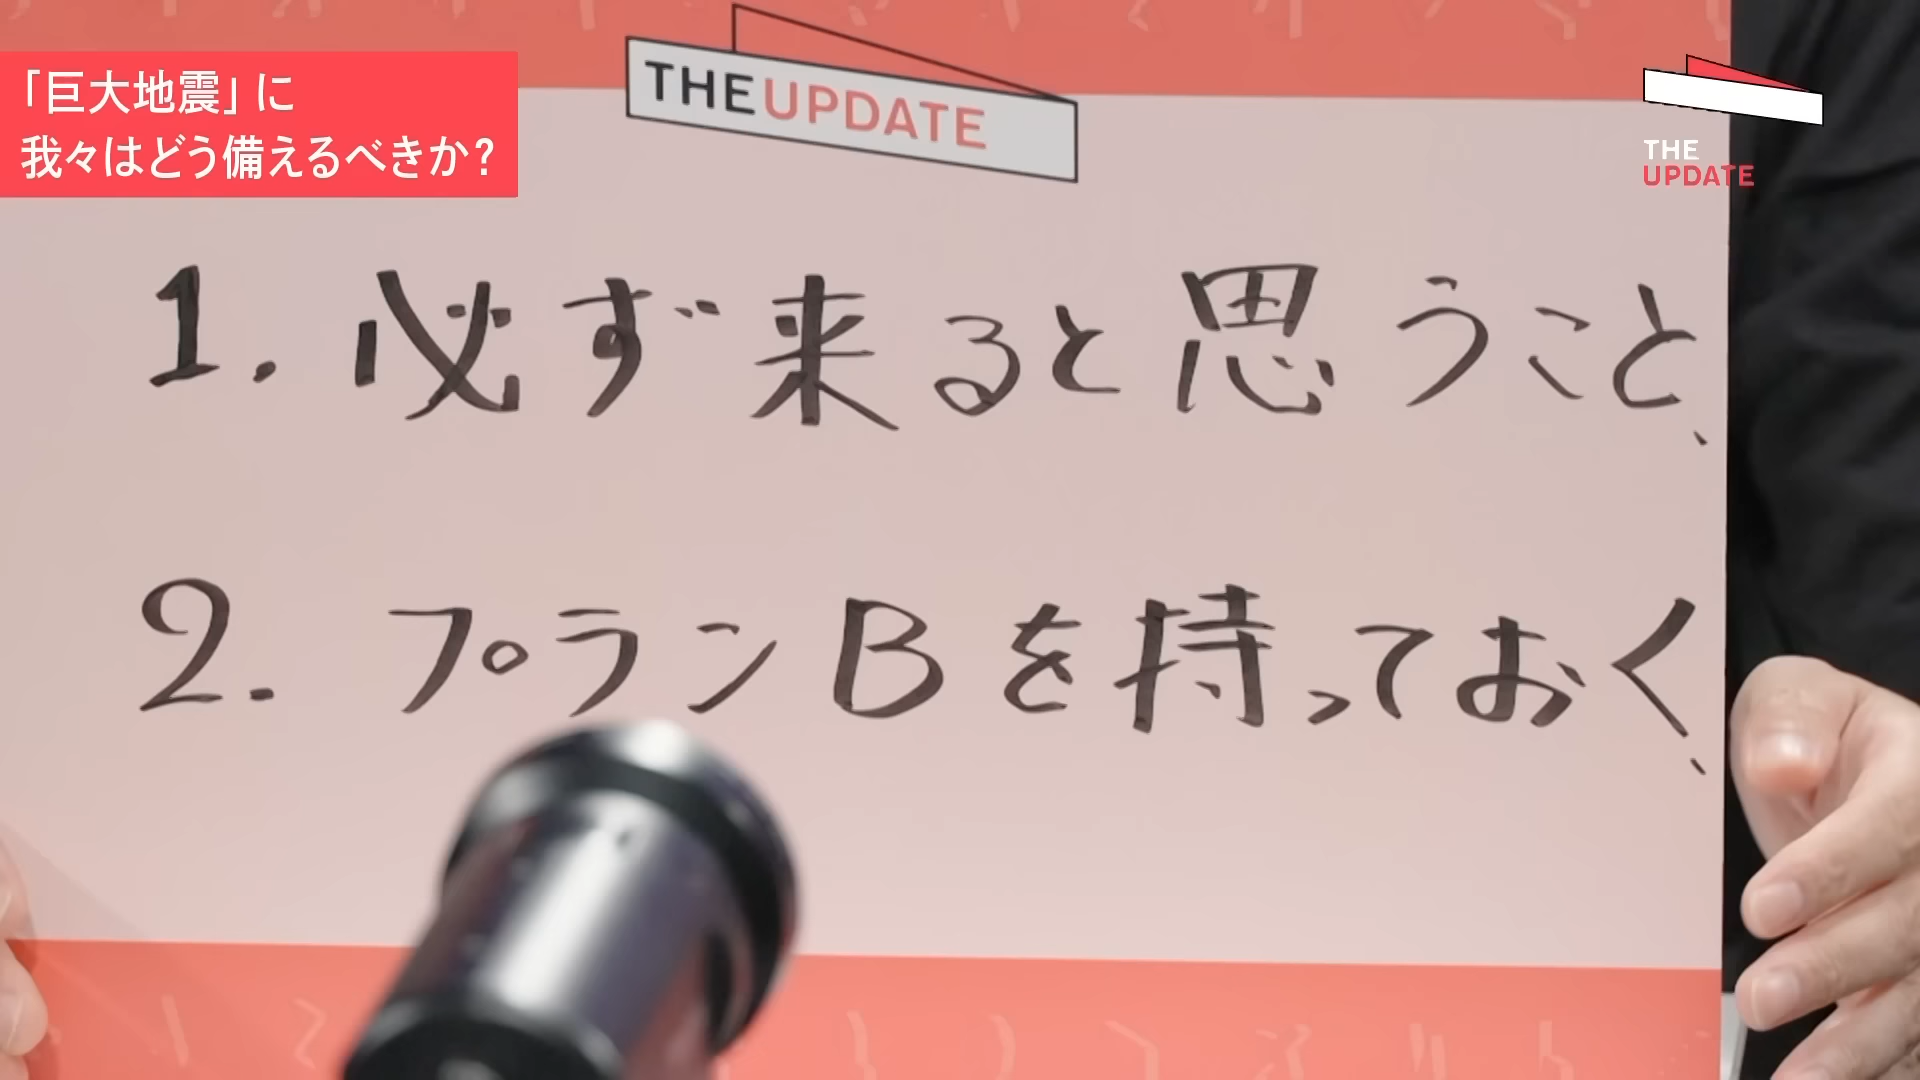 「巨大地震」に
我々はどう備えるべきか?
THE UPDATE
THE
UPDATE
1. 必ず来ると思うこと、
2. プランBを持っておく、